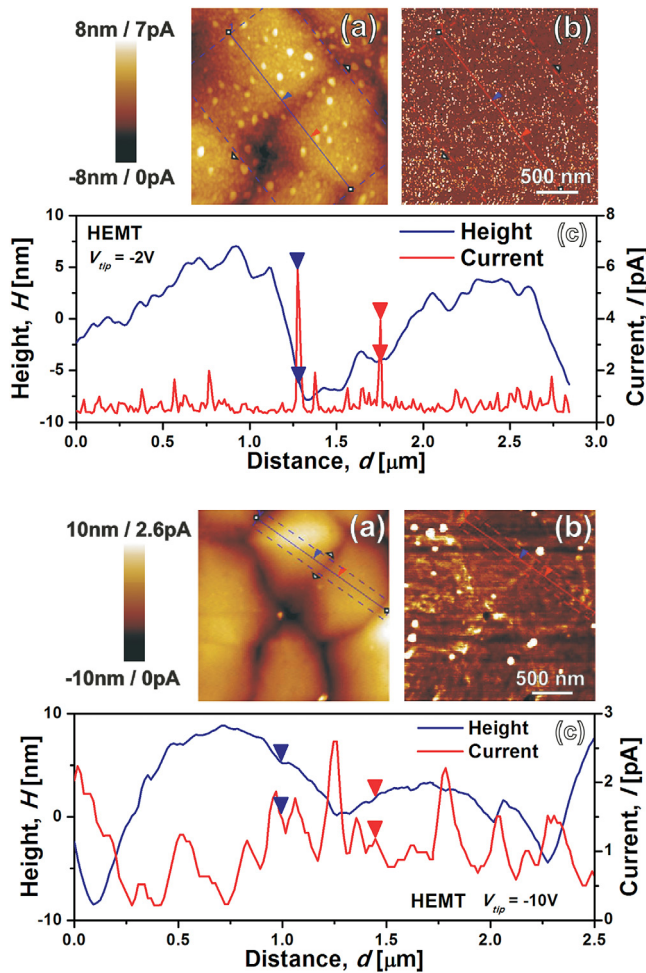 8nm / 7pA
-8nm / 0pA
(a)
(b)
500 nm
10
5
0
-5
-10
Height, H [nm]
HEMT
Vtip = -2V
Height
Current
(c)
8
6
4
2
0
Current, I [pA]
0.0 0.5 1.0 1.5 2.0 2.5 3.0
Distance, d [μm]
10nm / 2.6pA
-10nm / 0pA
(a)
(b)
500 nm
10
0
-10
Height, H [nm]
Height
Current
(c)
HEMT Vtip = -10V
3
2
1
0
Current, I [pA]
0.0 0.5 1.0 1.5 2.0 2.5
Distance, d [μm]